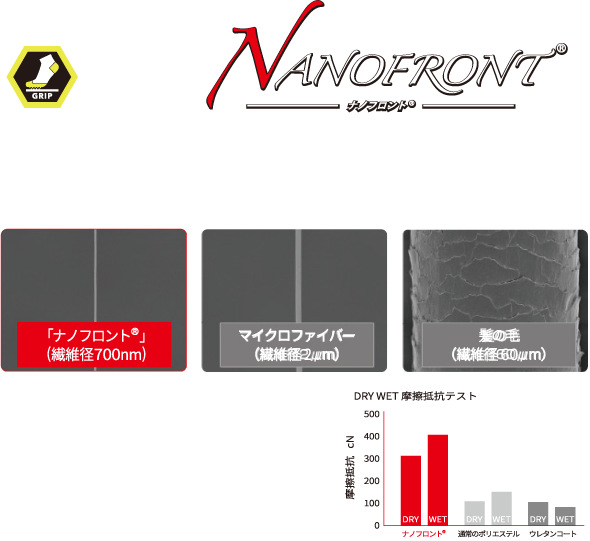 GRIP
NANOFRONT®
ナノフロント®
「ナノフロント®」
(繊維径700nm)
マイクロファイバー
(繊維径2μm)
髪の毛
(繊維径60μm)
DRY WET 摩擦抵抗テスト
摩擦抵抗 cN
500
400
300
200
100
0
DRY WET DRY WET DRY WET
ナノフロント® 通常のポリエステル ウレタンコート